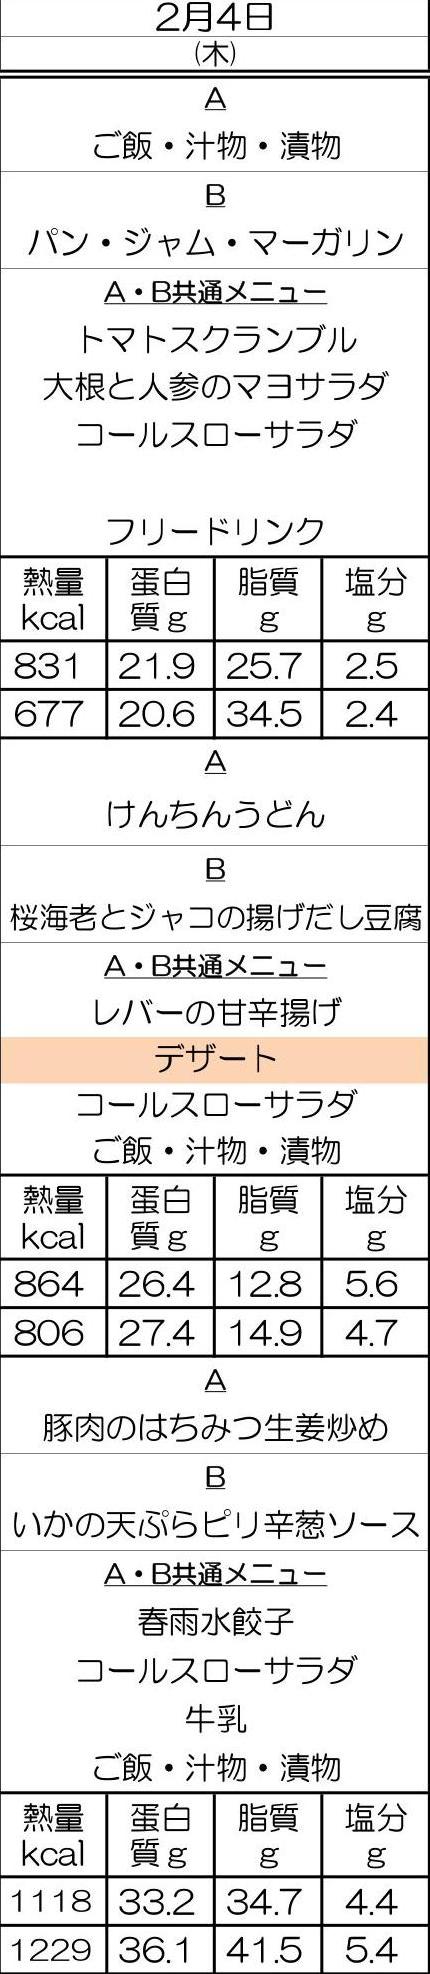 2月4日
(木)
A
ご飯・汁物・漬物
B
パン・ジャム・マーガリン
A・B共通メニュー
トマトスクランブル
大根と人参のマヨサラダ
コールスローサラダ
フリードリンク
熱量 蛋白 脂質 塩分
kcal 質g g g
831 21.9 25.7 2.5
677 20.6 34.5 2.4
A
けんちんうどん
B
桜海老とジャコの揚げだし豆腐
A・B共通メニュー
レバーの甘辛揚げ
デザート
コールスローサラダ
ご飯・汁物・漬物
熱量 蛋白 脂質 塩分
kcal 質g g g
864 26.4 12.8 5.6
806 27.4 14.9 4.7
A
豚肉のはちみつ生姜炒め
B
いかの天ぷらピリ辛葱ソース
A・B共通メニュー
春雨水餃子
コールスローサラダ
牛乳
ご飯・汁物・漬物
熱量 蛋白 脂質 塩分
kcal 質g g g
1118 33.2 34.7 4.4
1229 36.1 41.5 5.4